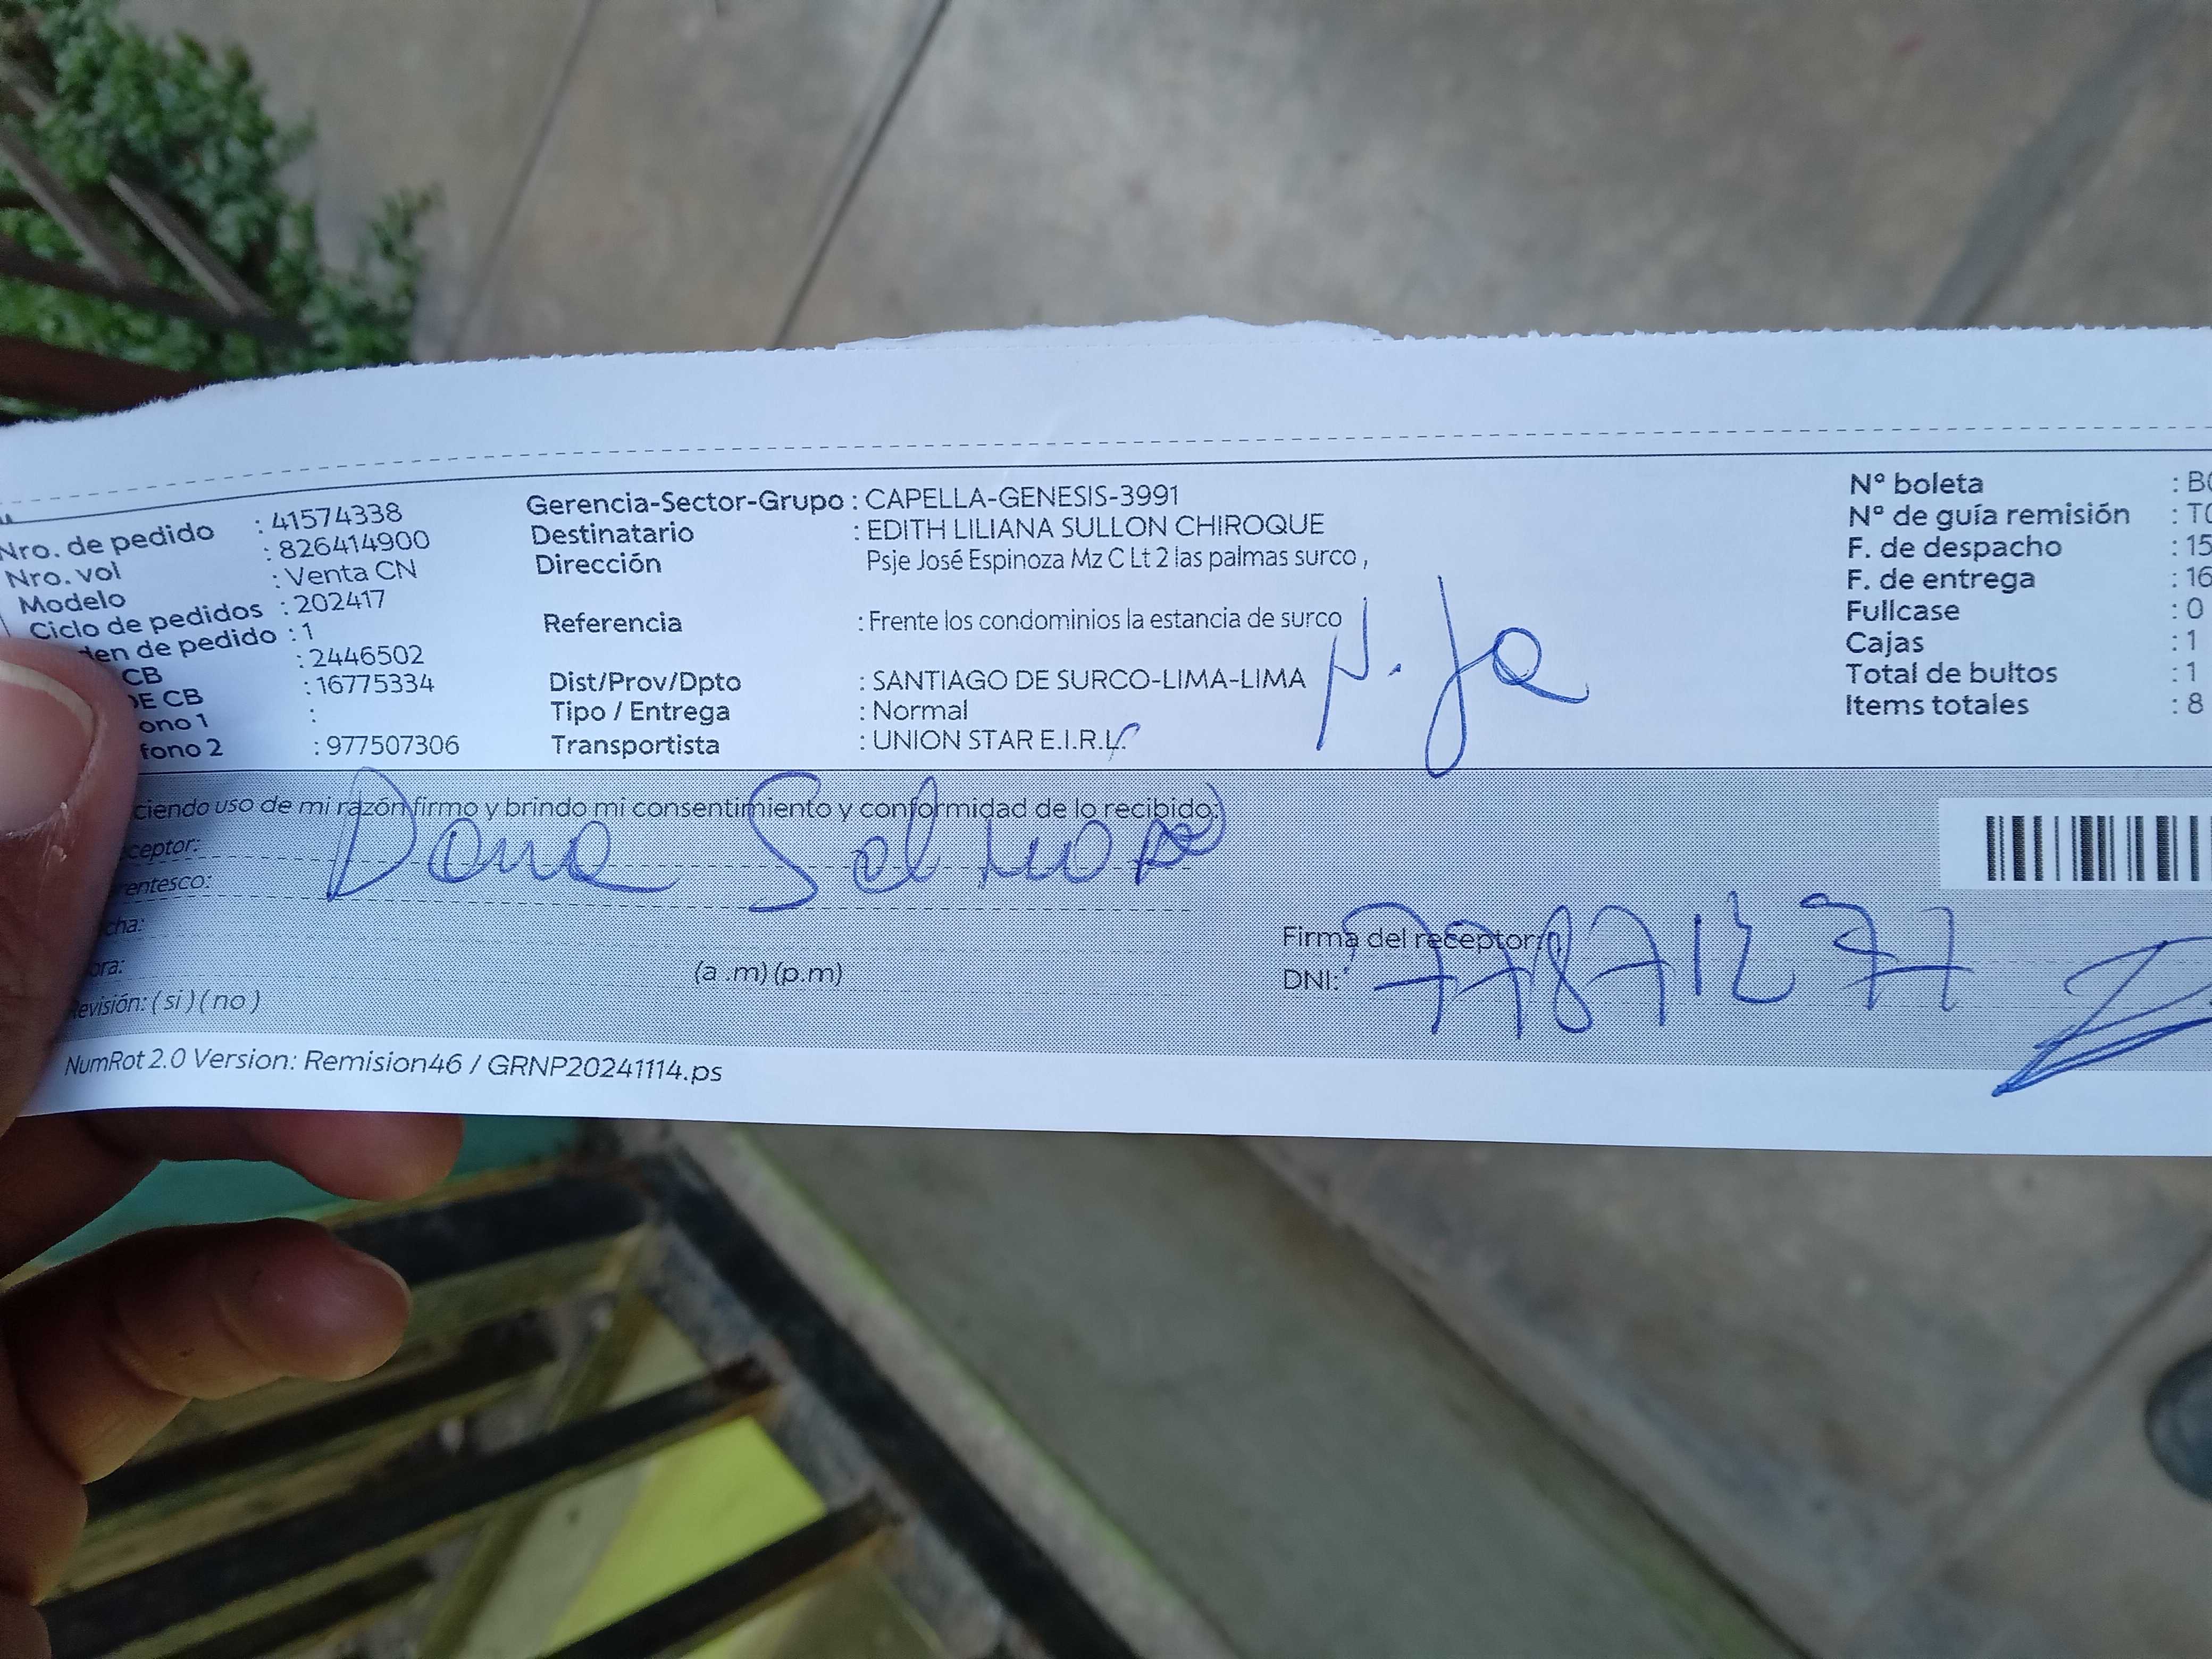 Nro. de pedido : 41574338
Nro. vol : 826414900
Modelo : Venta CN
Ciclo de pedidos : 202417
den de pedido : 1
CB : 2446502
DE CB : 16775334
ono 1 :
fono 2 : 977507306
Gerencia-Sector-Grupo : CAPELLA-GENESIS-3991
Destinatario : EDITH LILIANA SULLON CHIROQUE
Dirección Psje José Espinoza Mz C Lt 2 las palmas surco ,
Referencia : Frente los condominios la estancia de surco
Dist/Prov/Dpto : SANTIAGO DE SURCO-LIMA-LIMA
Tipo / Entrega : Normal
Transportista : UNION STAR E.I.R.L.
Nº boleta : B
Nº de guía remisión : T
F. de despacho : 15
F. de entrega : 16
Fullcase : 0
Cajas : 1
Total de bultos : 1
Items totales : 8
ciendo uso de mi razón firmo y brindo mi consentimiento y conformidad de lo recibido:
ceptor:
entesco:
cha:
ora: (a .m) (p.m)
Revisión: ( si ) ( no )
Firma del receptor:
DNI: 77871277
NumRot 2.0 Version: Remision46 / GRNP20241114.ps